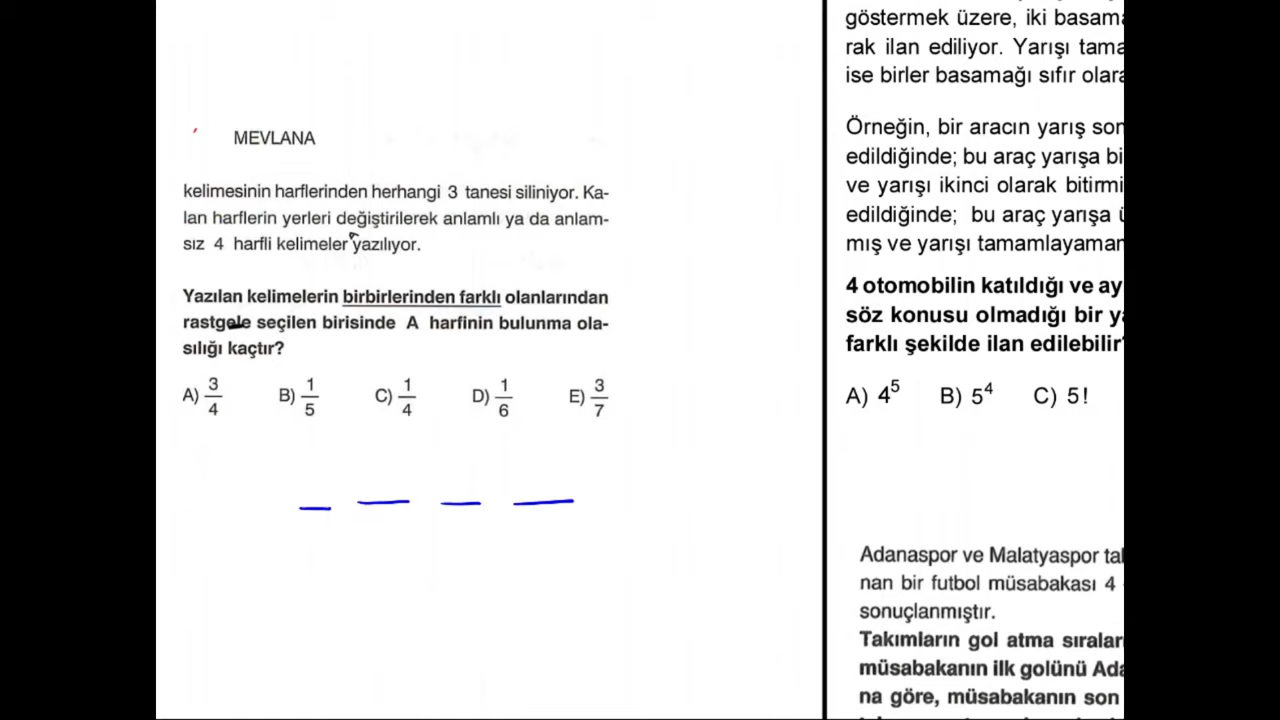 MEVLANA
kelimesinin harflerinden herhangi 3 tanesi siliniyor. Ka-
lan harflerin yerleri değiştirilerek anlamlı ya da anlam-
sız 4 harfli kelimeler yazılıyor.
Yazılan kelimelerin birbirlerinden farklı olanlarından
rastgele seçilen birisinde A harfinin bulunma ola-
sılığı kaçtır?
A) 3/4 B) 1/5 C) 1/4 D) 1/6 E) 3/7
göstermek üzere, iki basama
rak ilan ediliyor. Yarışı tama
ise birler basamağı sıfır olara
Örneğin, bir aracın yarış son
edildiğinde; bu araç yarışa bi
ve yarışı ikinci olarak bitirmi
edildiğinde; bu araç yarışa ü
mış ve yarışı tamamlayamam
4 otomobilin katıldığı ve ay
söz konusu olmadığı bir ya
farklı şekilde ilan edilebilir
A) 4⁵ B) 5⁴ C) 5!
Adanaspor ve Malatyaspor tak
nan bir futbol müsabakası 4
sonuçlanmıştır.
Takımların gol atma sıraları
müsabakanın ilk golünü Ada
na göre, müsabakanın son